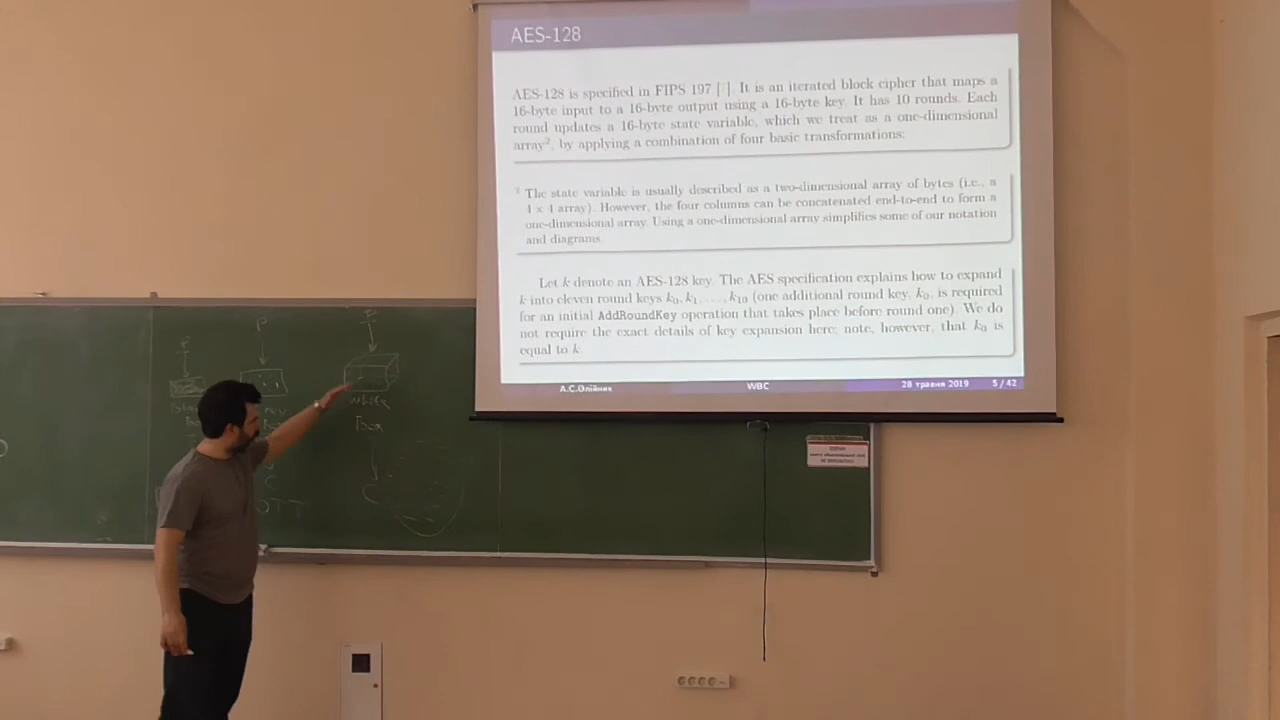 AES-128
AES-128 is specified in FIPS 197 [ ]. It is an iterated block cipher that maps a
16-byte input to a 16-byte output using a 16-byte key. It has 10 rounds. Each
round updates a 16-byte state variable, which we treat as a one-dimensional
array², by applying a combination of four basic transformations:
² The state variable is usually described as a two-dimensional array of bytes (i.e., a
4 × 4 array). However, the four columns can be concatenated end-to-end to form a
one-dimensional array. Using a one-dimensional array simplifies some of our notation
and diagrams.
Let k denote an AES-128 key. The AES specification explains how to expand
k into eleven round keys k₀, k₁, . . . , k₁₀ (one additional round key, k₀, is required
for an initial AddRoundKey operation that takes place before round one). We do
not require the exact details of key expansion here; note, however, that k₀ is
equal to k.
А.С.Олійник WBC 28 травня 2019 5 / 42
P P P
White
Box
C C
OTT